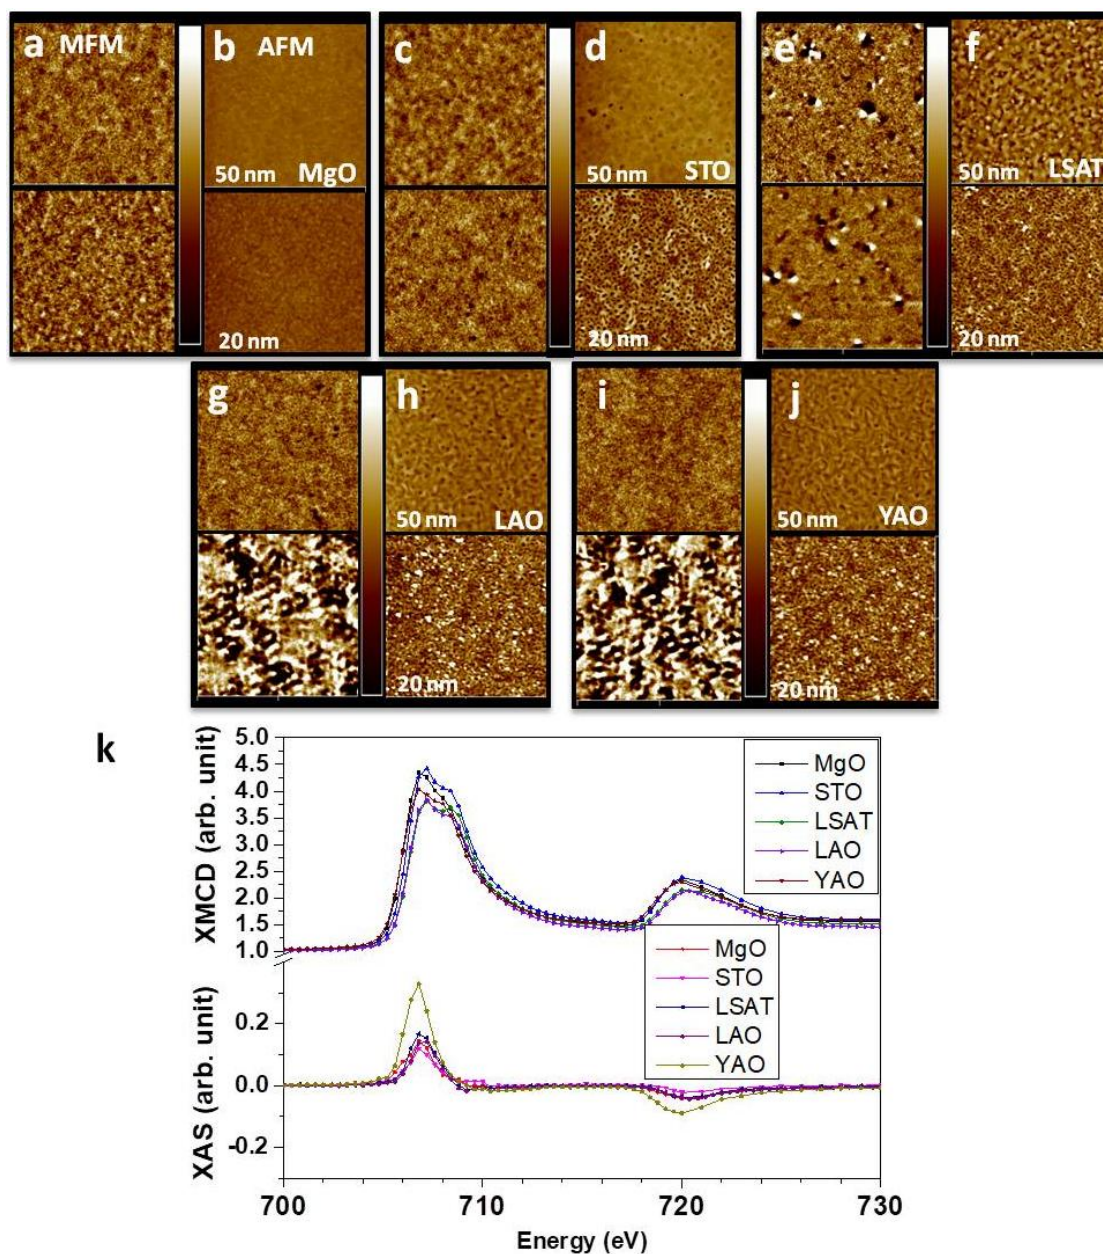 a MFM b AFM c d e f
50 nm MgO 50 nm STO 50 nm LSAT
20 nm 20 nm 20 nm
g h i j
50 nm LAO 50 nm YAO
20 nm 20 nm
k
XMCD (arb. unit)
5.0
4.5
4.0
3.5
3.0
2.5
2.0
1.5
1.0
MgO
STO
LSAT
LAO
YAO
XAS (arb. unit)
0.2
0.0
-0.2
MgO
STO
LSAT
LAO
YAO
700 710 720 730
Energy (eV)